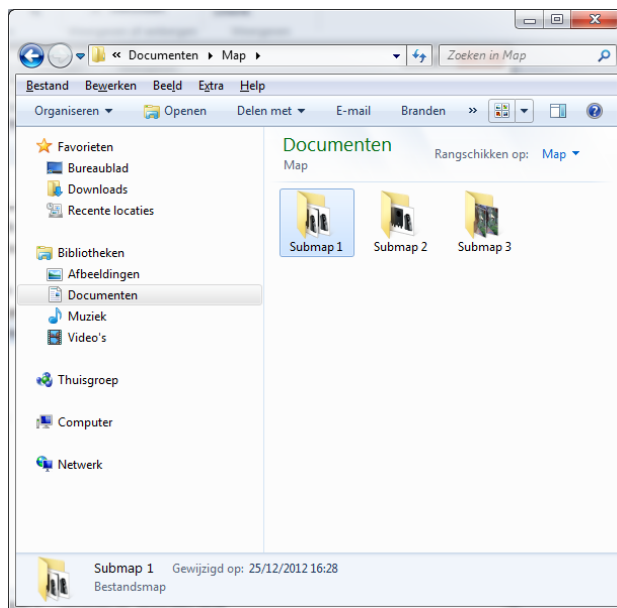 « Documenten ▸ Map ▸
Zoeken in Map
Bestand Bewerken Beeld Extra Help
Organiseren Openen Delen met E-mail Branden »
Favorieten
Bureaublad
Downloads
Recente locaties
Bibliotheken
Afbeeldingen
Documenten
Muziek
Video's
Thuisgroep
Computer
Netwerk
Documenten
Map
Rangschikken op: Map
Submap 1
Submap 2
Submap 3
Submap 1 Gewijzigd op: 25/12/2012 16:28
Bestandsmap